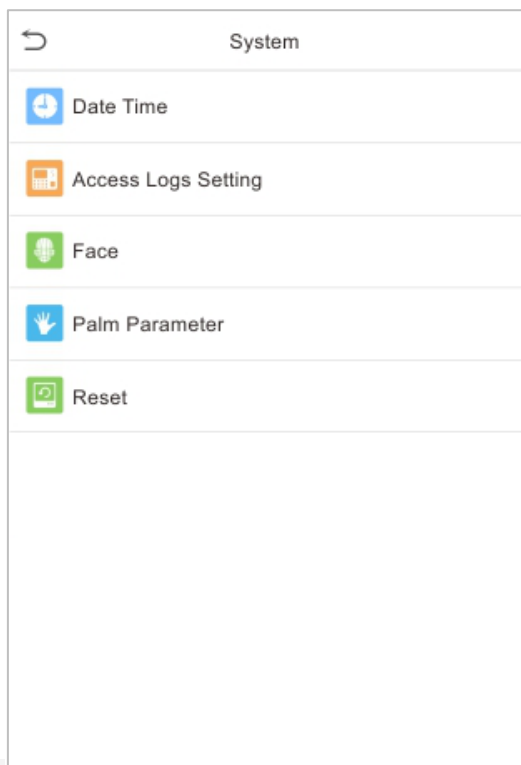 System
Date Time
Access Logs Setting
Face
Palm Parameter
Reset